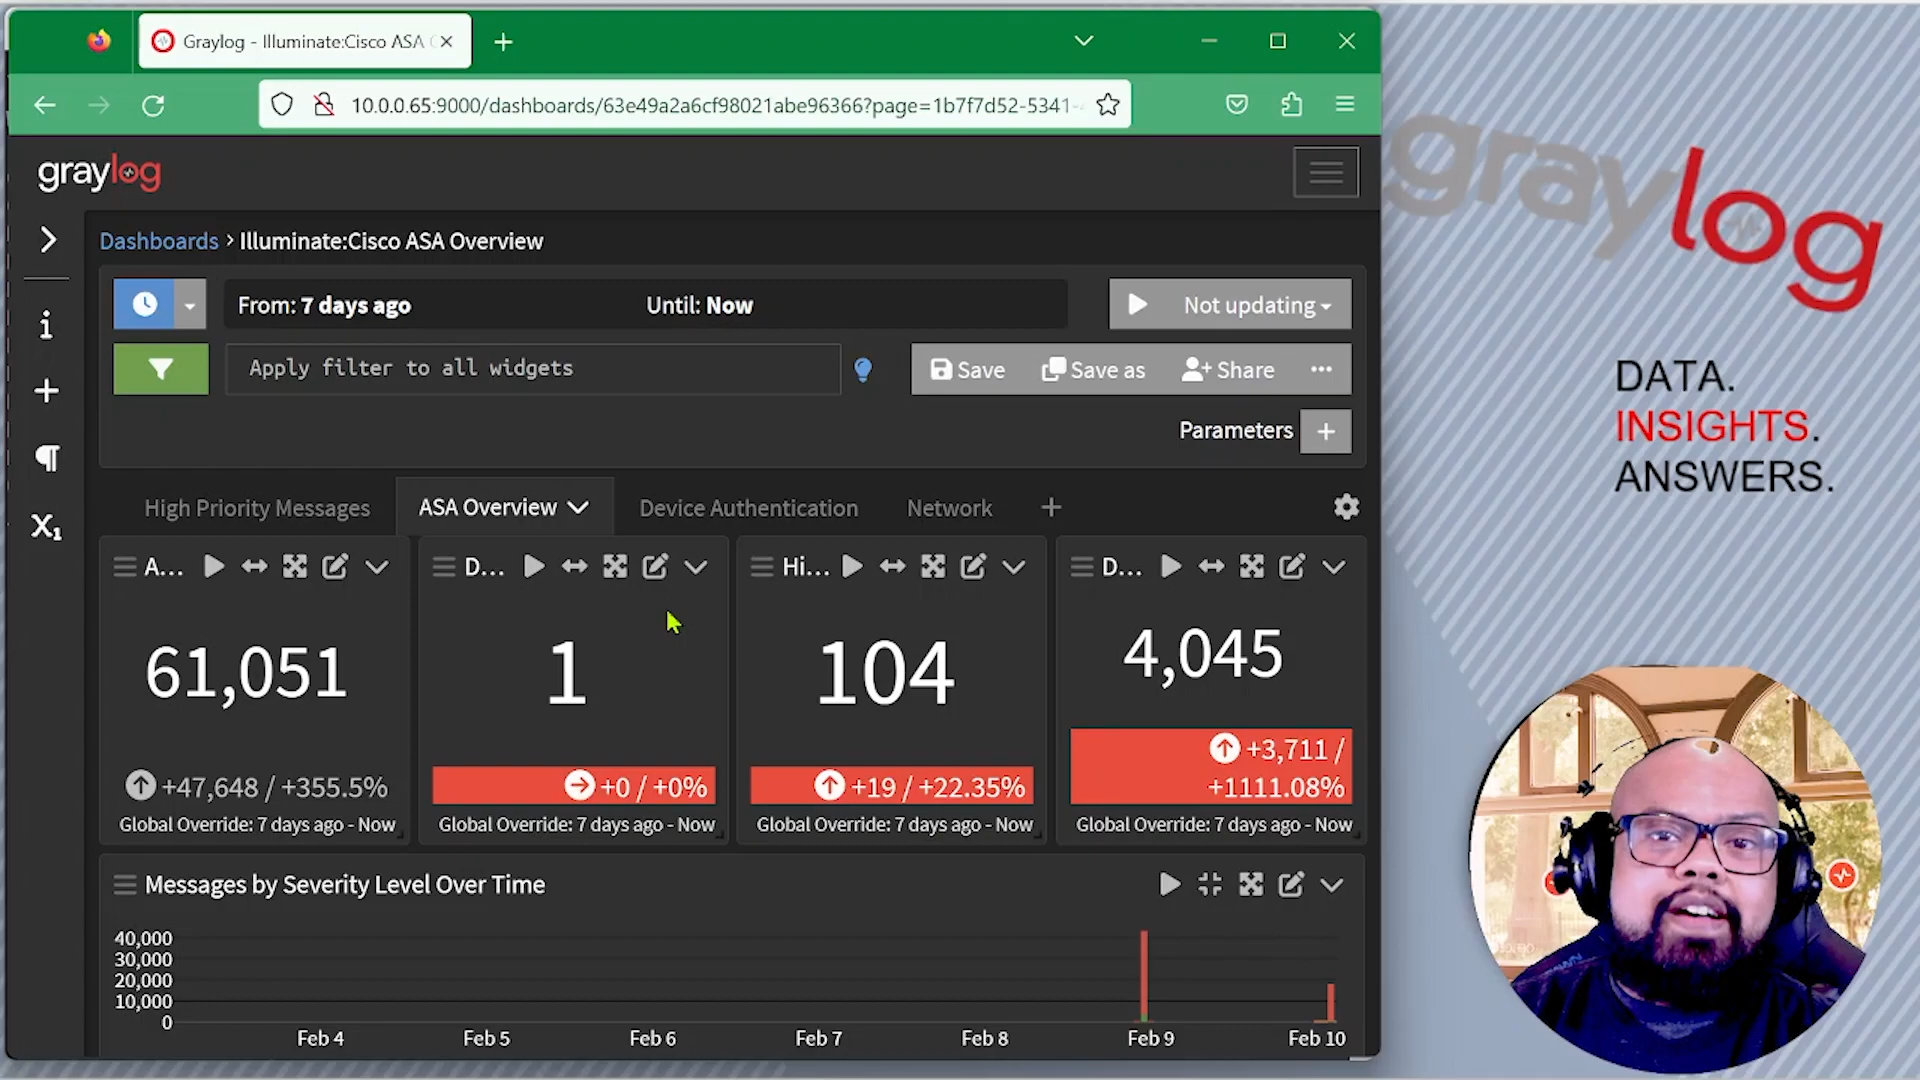 Graylog - Illuminate:Cisco ASA
10.0.0.65:9000/dashboards/63e49a2a6cf98021abe96366?page=1b7f7d52-5341-
graylog
Dashboards › Illuminate:Cisco ASA Overview
From: 7 days ago
Until: Now
Not updating
Apply filter to all widgets
Save
Save as
Share
Parameters
High Priority Messages
ASA Overview
Device Authentication
Network
A...
D...
Hi...
D...
61,051
1
104
4,045
+47,648 / +355.5%
+0 / +0%
+19 / +22.35%
+3,711 /
+1111.08%
Global Override: 7 days ago - Now
Global Override: 7 days ago - Now
Global Override: 7 days ago - Now
Global Override: 7 days ago - Now
Messages by Severity Level Over Time
40,000
30,000
20,000
10,000
0
Feb 4
Feb 5
Feb 6
Feb 7
Feb 8
Feb 9
Feb 10
graylog
DATA.
INSIGHTS.
ANSWERS.